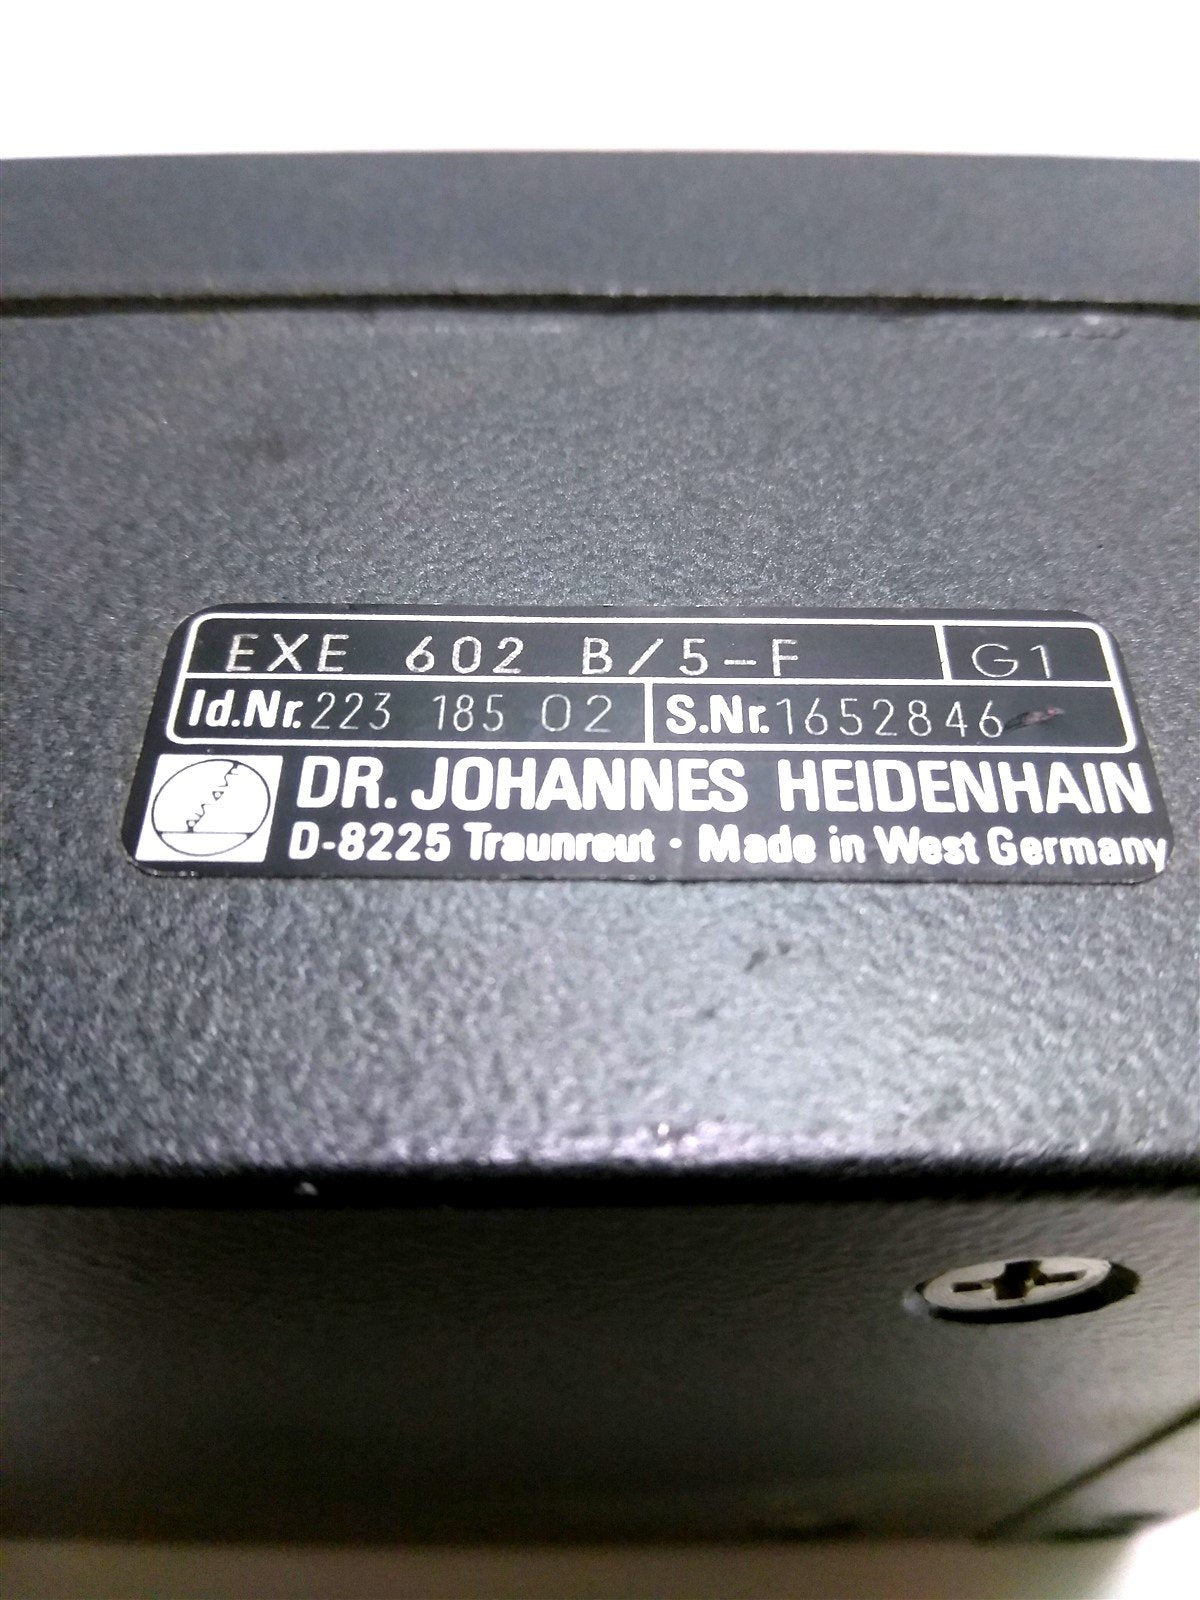 EXE 602 B/5-F G1
Id.Nr. 223 185 02 S.Nr. 1652846
DR. JOHANNES HEIDENHAIN
D-8225 Traunreut · Made in West Germany